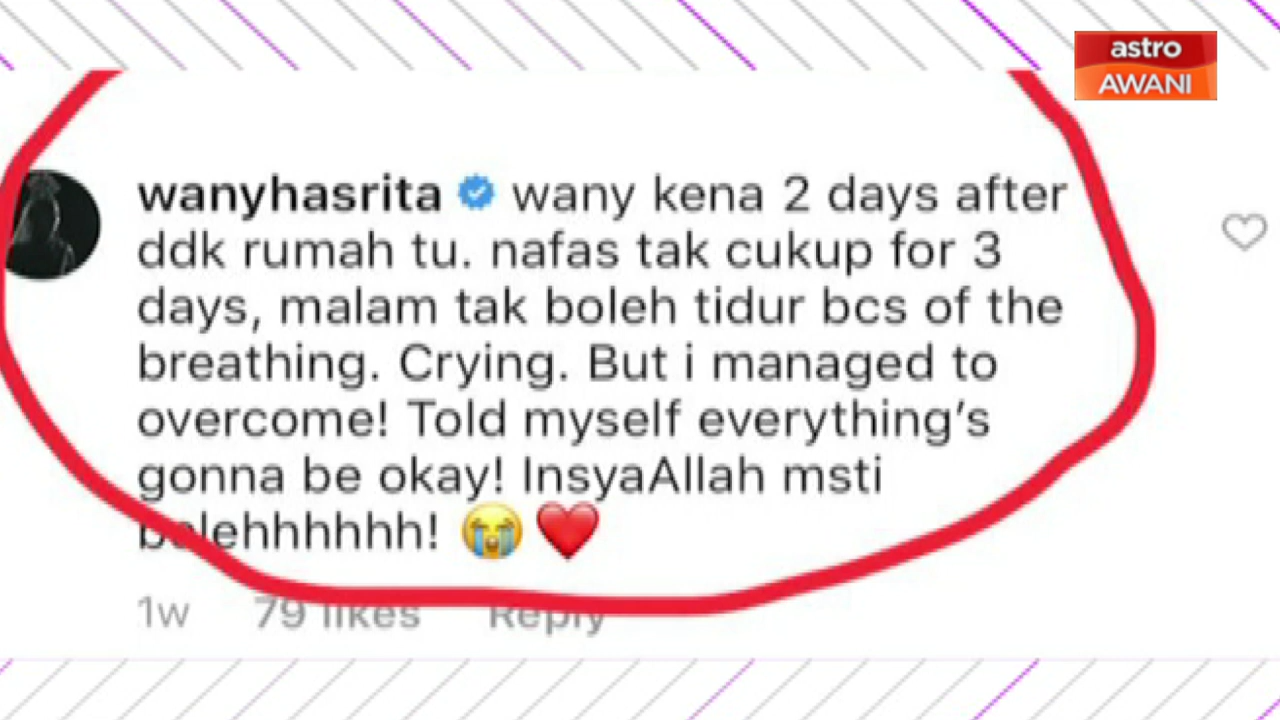 astro
AWANI
wanyhasrita wany kena 2 days after
ddk rumah tu. nafas tak cukup for 3
days, malam tak boleh tidur bcs of the
breathing. Crying. But i managed to
overcome! Told myself everything's
gonna be okay! InsyaAllah msti
bolehhhhhh! 😭❤️
1w 79 likes Reply